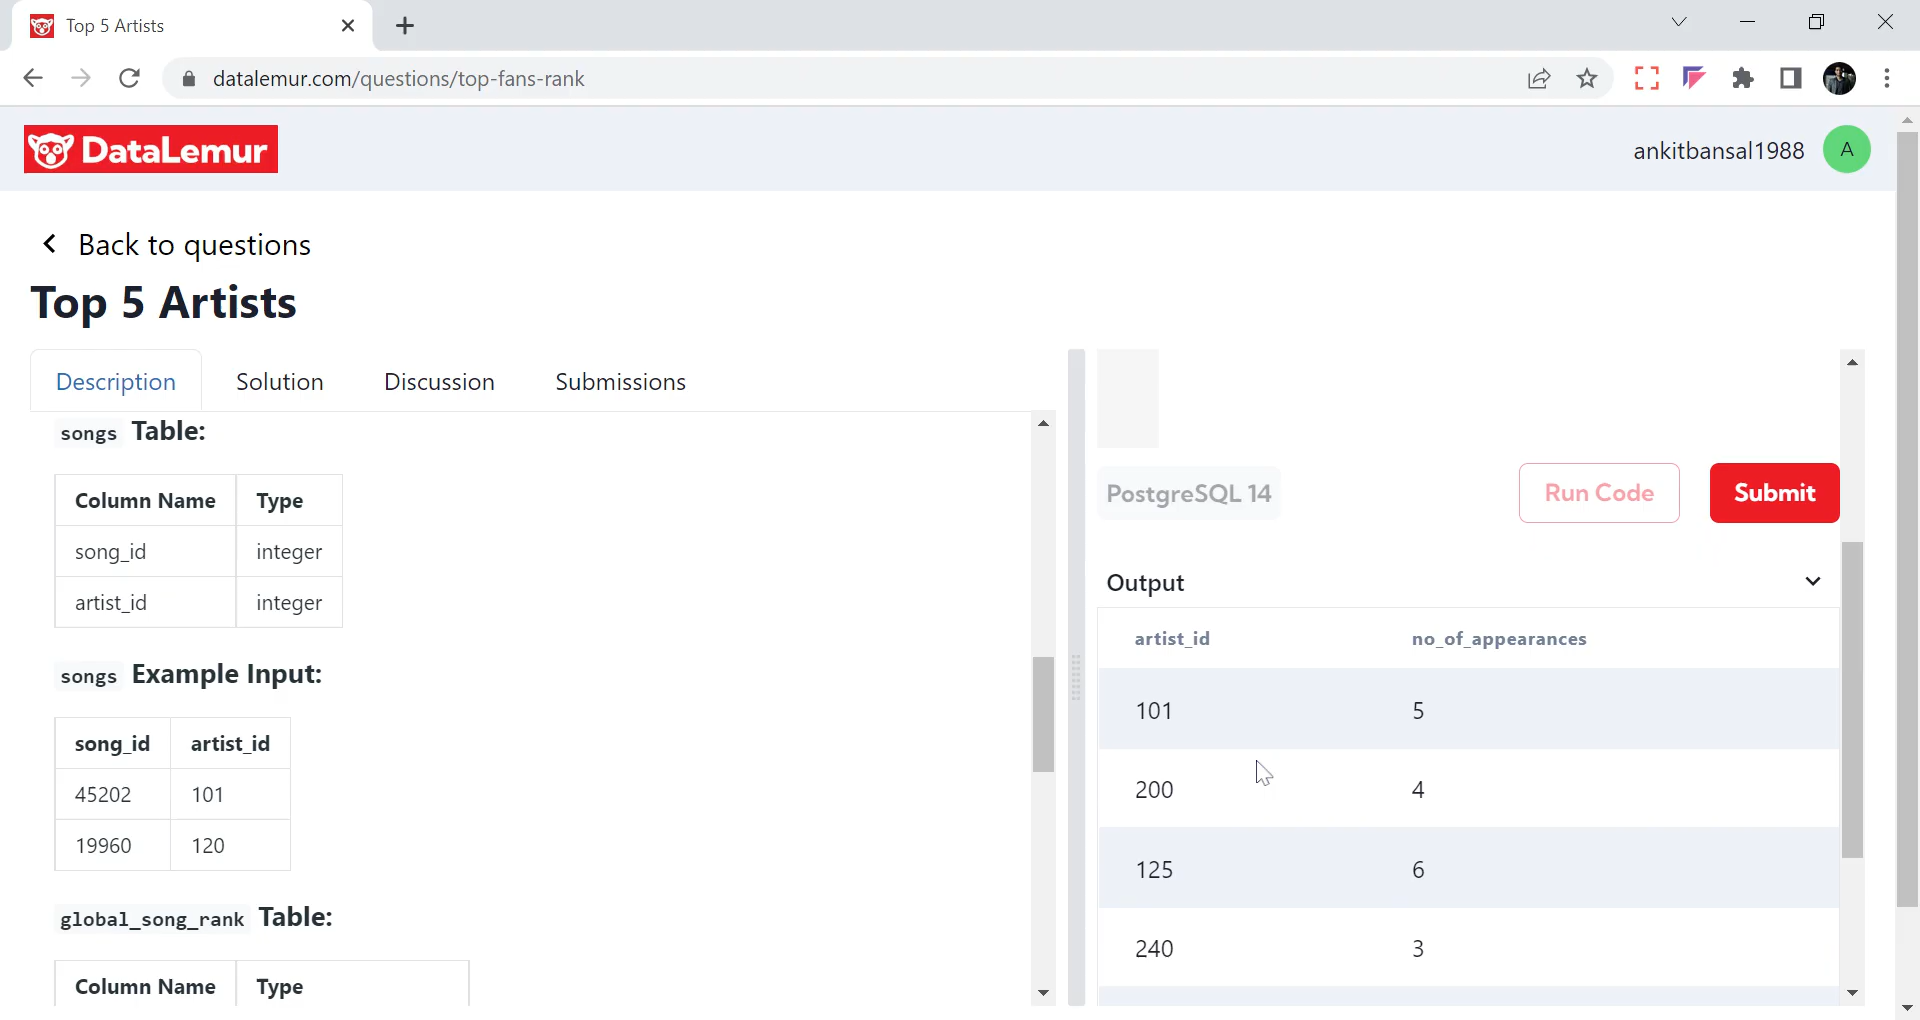 Top 5 Artists
datalemur.com/questions/top-fans-rank
DataLemur
ankitbansal1988
A
Back to questions
Top 5 Artists
Description
Solution
Discussion
Submissions
songs Table:
Column Name Type
song_id integer
artist_id integer
songs Example Input:
song_id artist_id
45202 101
19960 120
global_song_rank Table:
Column Name Type
PostgreSQL 14
Run Code
Submit
Output
artist_id no_of_appearances
101 5
200 4
125 6
240 3